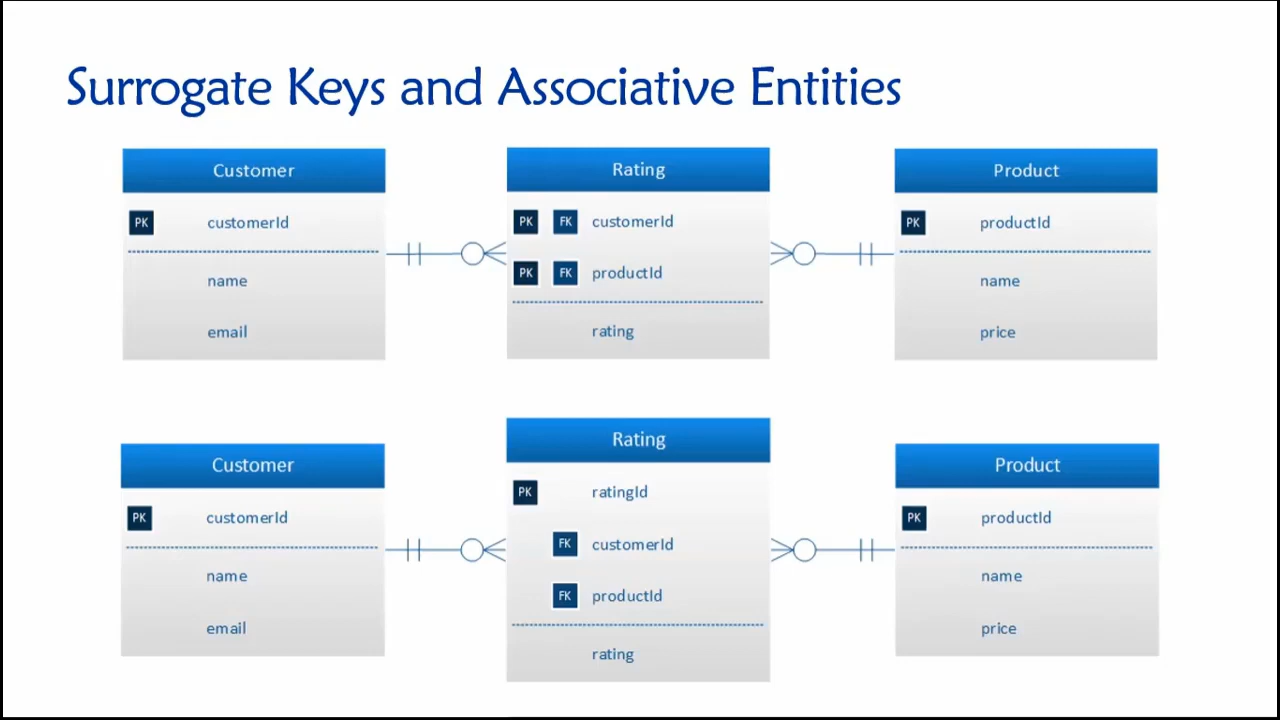 Surrogate Keys and Associative Entities
Customer
PK customerId
name
email
Rating
PK FK customerId
PK FK productId
rating
Product
PK productId
name
price
Customer
PK customerId
name
email
Rating
PK ratingId
FK customerId
FK productId
rating
Product
PK productId
name
price